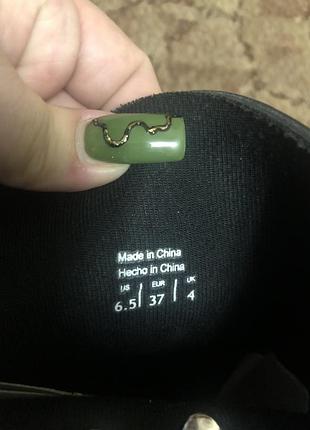 Made in China
Hecho in China
US EUR UK
6.5 37 4